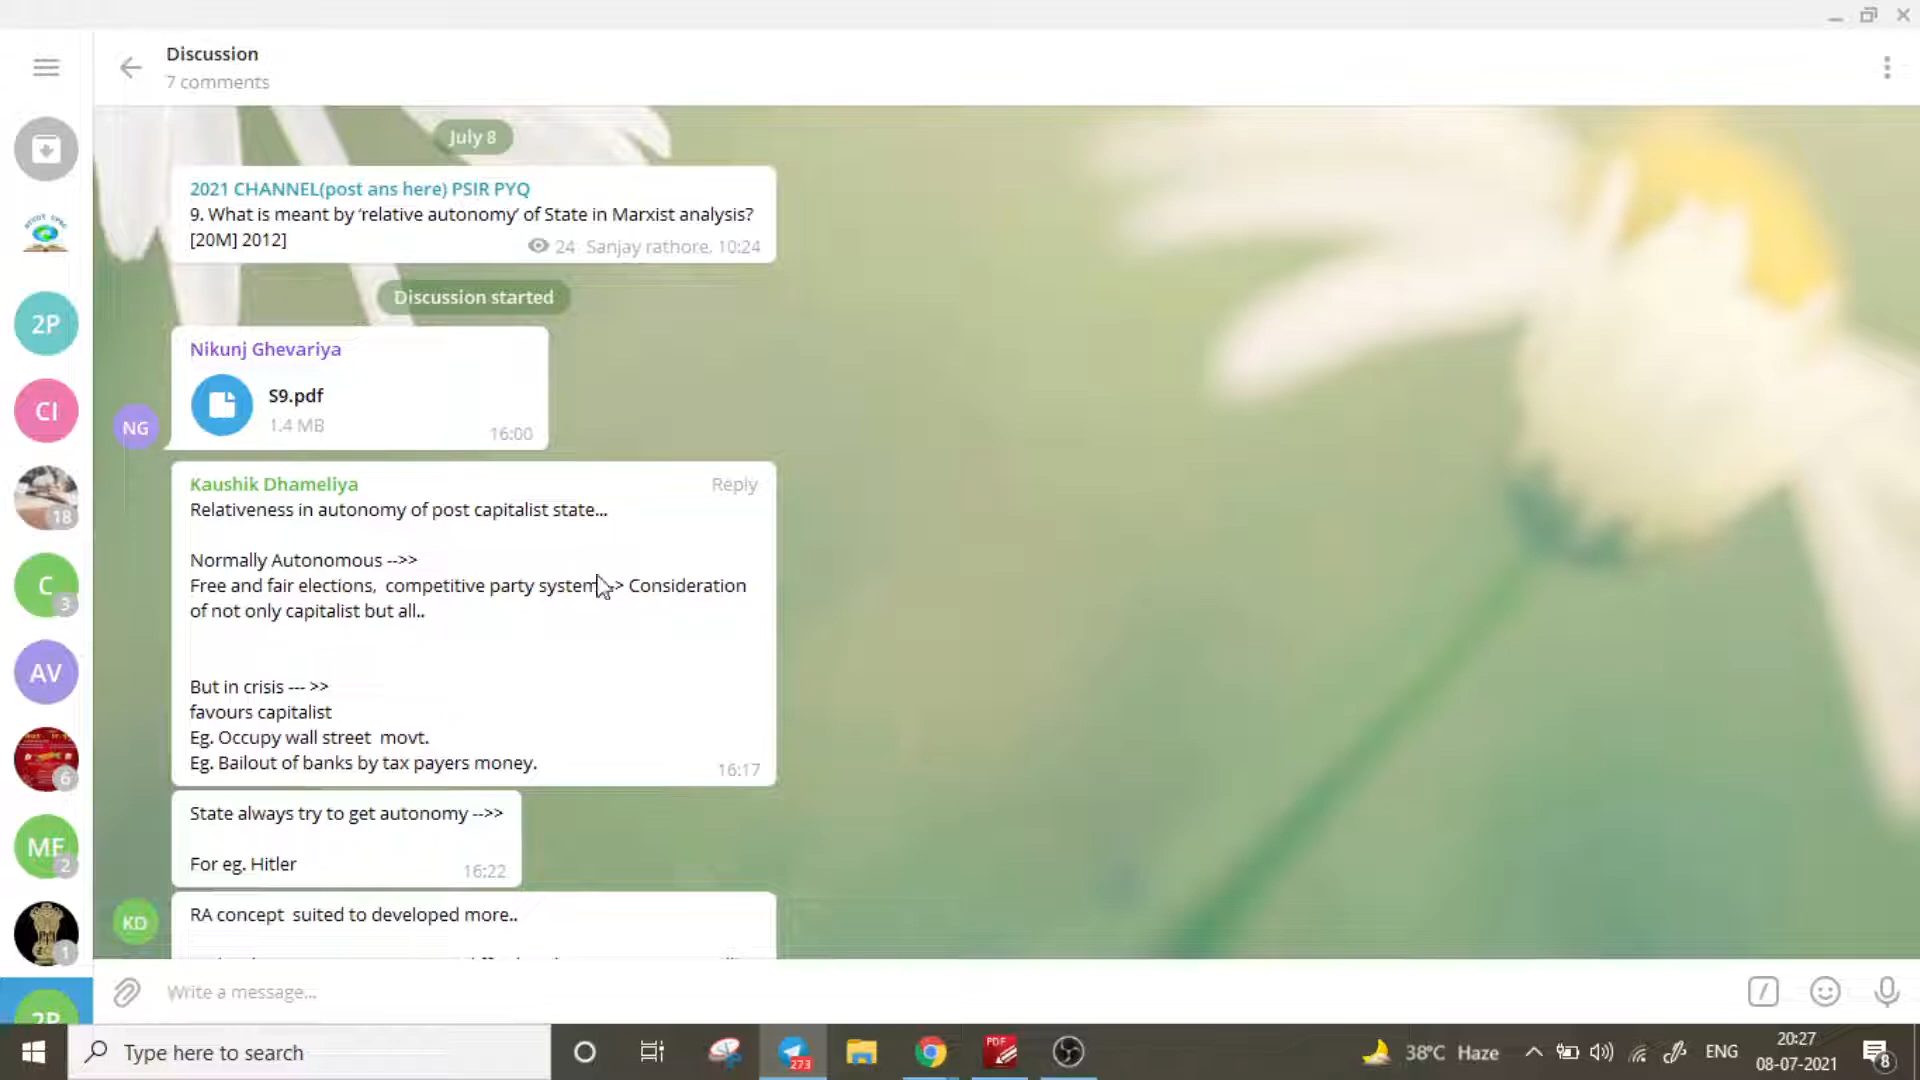 Discussion
7 comments
July 8
2021 CHANNEL(post ans here) PSIR PYQ
9. What is meant by ‘relative autonomy’ of State in Marxist analysis?
[20M] 2012]
24 Sanjay rathore, 10:24
Discussion started
Nikunj Ghevariya
S9.pdf
1.4 MB
16:00
NG
Kaushik Dhameliya
Reply
Relativeness in autonomy of post capitalist state...
Normally Autonomous -->>
Free and fair elections, competitive party system > Consideration
of not only capitalist but all..
But in crisis --- >>
favours capitalist
Eg. Occupy wall street movt.
Eg. Bailout of banks by tax payers money.
16:17
State always try to get autonomy -->>
For eg. Hitler
16:22
RA concept suited to developed more..
KD
2P
CI
18
C
3
AV
6
MF
2
1
2P
Write a message...
Type here to search
273
PDF
38°C Haze
ENG
20:27
08-07-2021
8